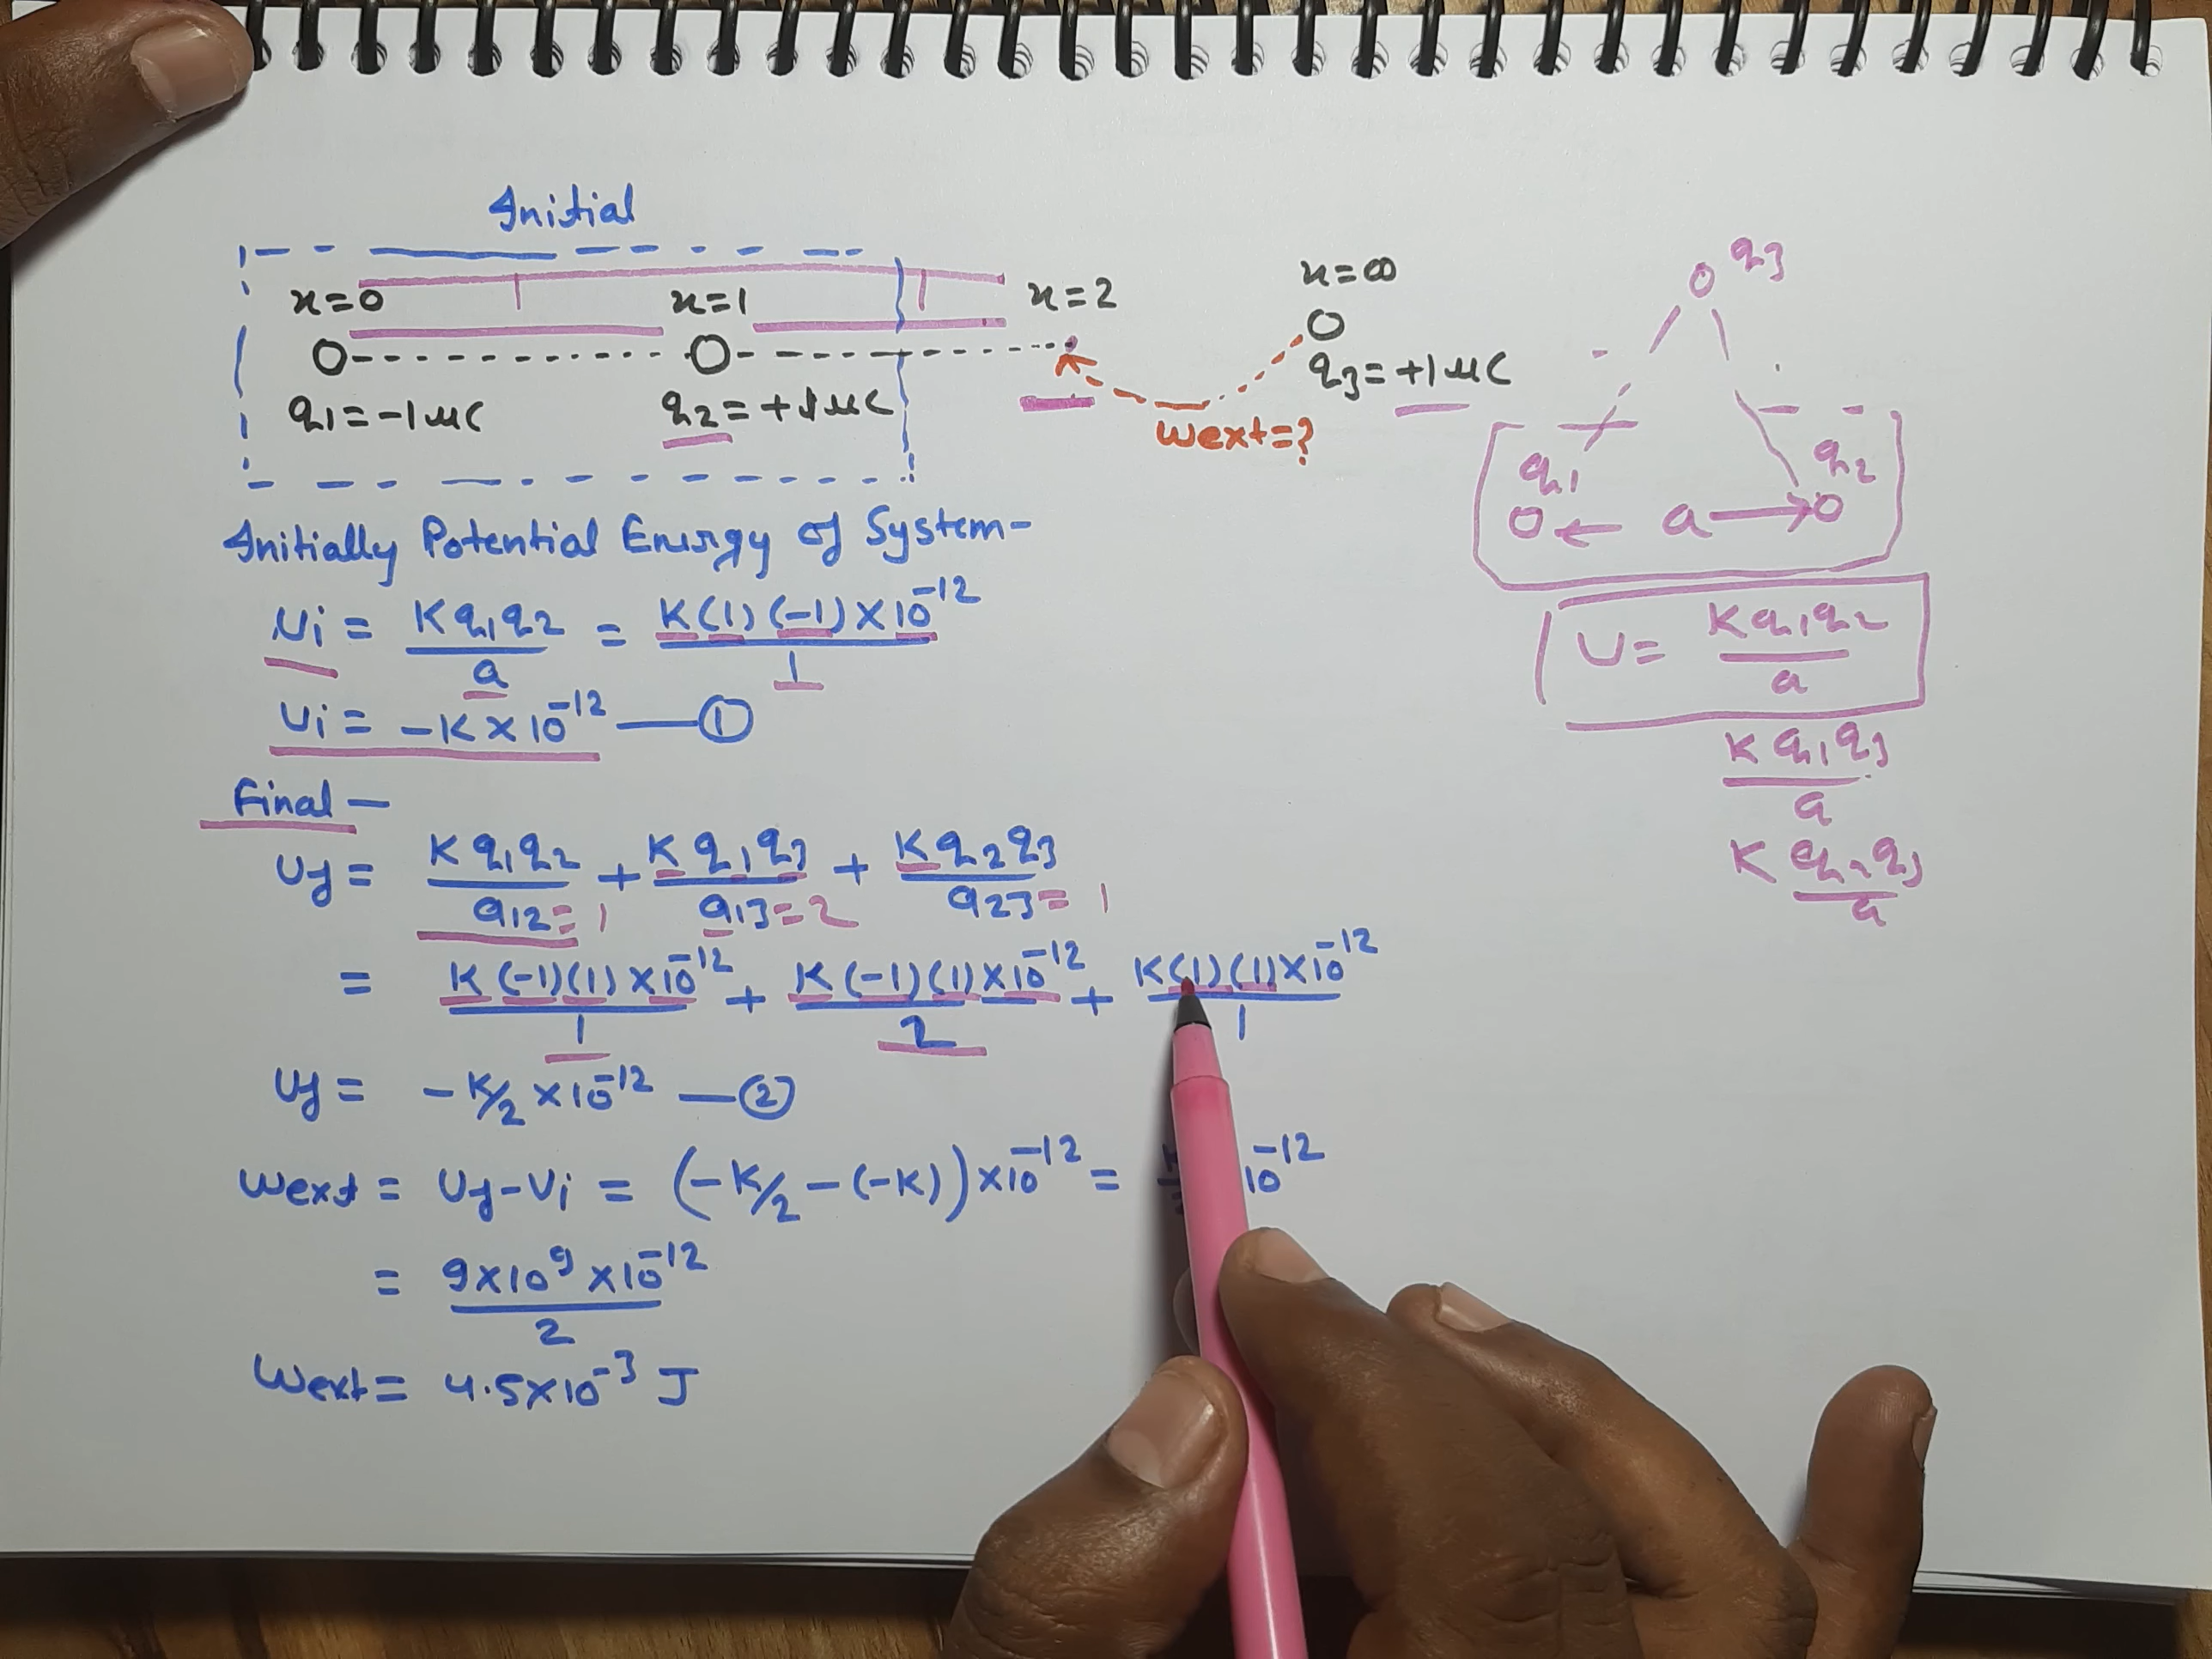 Initial
x=0 x=1 x=2 x=∞
q1=-1μC q2=+1μC q3=+1μC
Wext=?
q3
q1 q2
a
U= Kq1q2/a
Kq1q3/a
Kq2q3/a
Initially Potential Energy of System-
Ui = Kq1q2/a = K(1)(-1)×10^-12/1
Ui = -K×10^-12 —①
Final —
Uf = Kq1q2/a12=1 + Kq1q3/a13=2 + Kq2q3/a23=1
= K(-1)(1)×10^-12/1 + K(-1)(1)×10^-12/2 + K(1)(1)×10^-12/1
Uf = -K/2×10^-12 —②
Wext = Uf-Ui = (-K/2-(-K))×10^-12 = 10^-12
= 9×10^9×10^-12/2
Wext= 4.5×10^-3 J